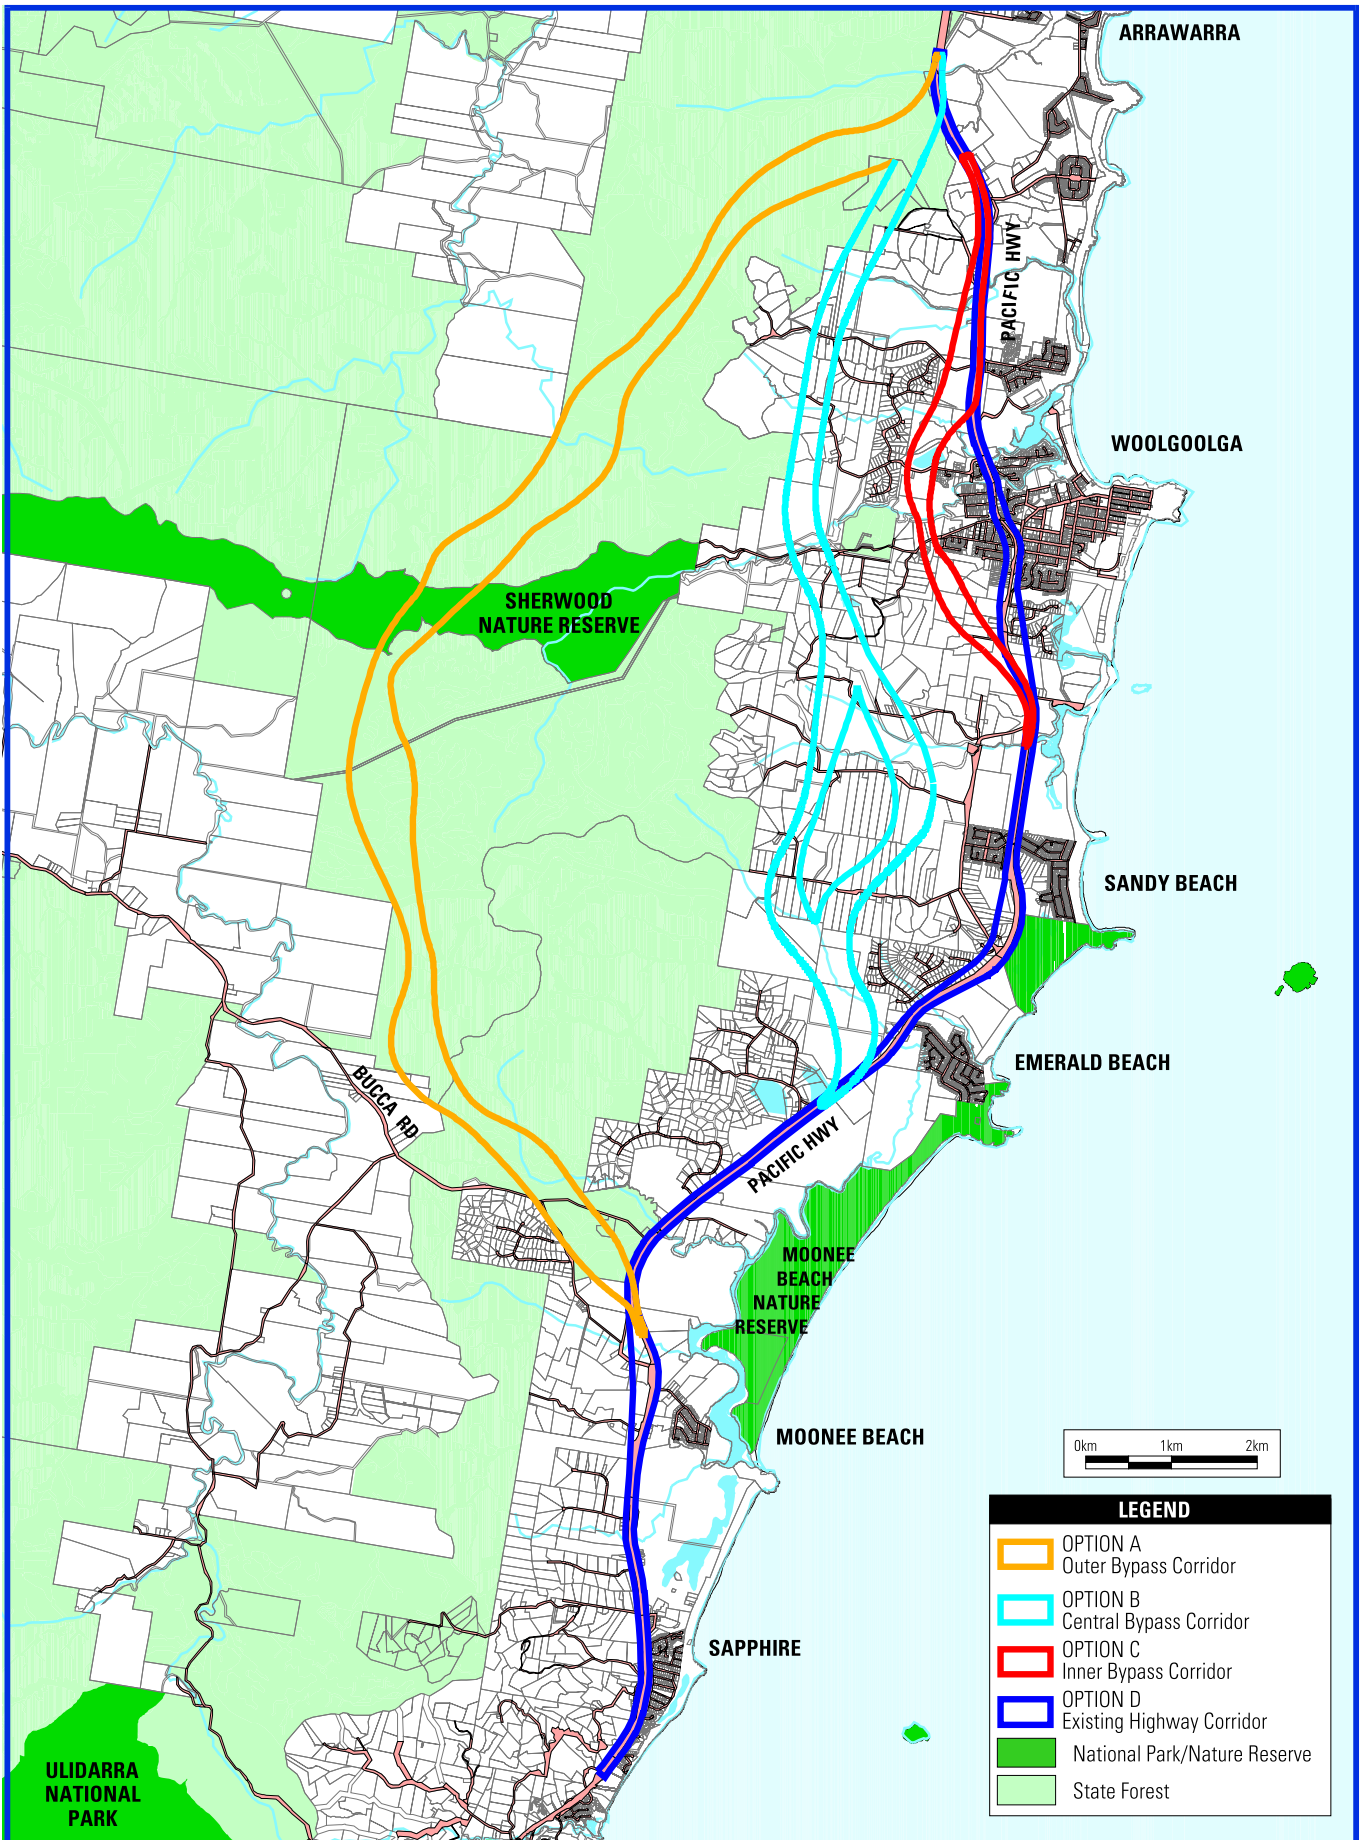 ARRAWARRA
PACIFIC HWY
WOOLGOOLGA
SHERWOOD
NATURE RESERVE
SANDY BEACH
EMERALD BEACH
BUCCA RD
PACIFIC HWY
MOONEE
BEACH
NATURE
RESERVE
MOONEE BEACH
0km 1km 2km
LEGEND
OPTION A
Outer Bypass Corridor
OPTION B
Central Bypass Corridor
OPTION C
Inner Bypass Corridor
OPTION D
Existing Highway Corridor
National Park/Nature Reserve
State Forest
SAPPHIRE
ULIDARRA
NATIONAL
PARK